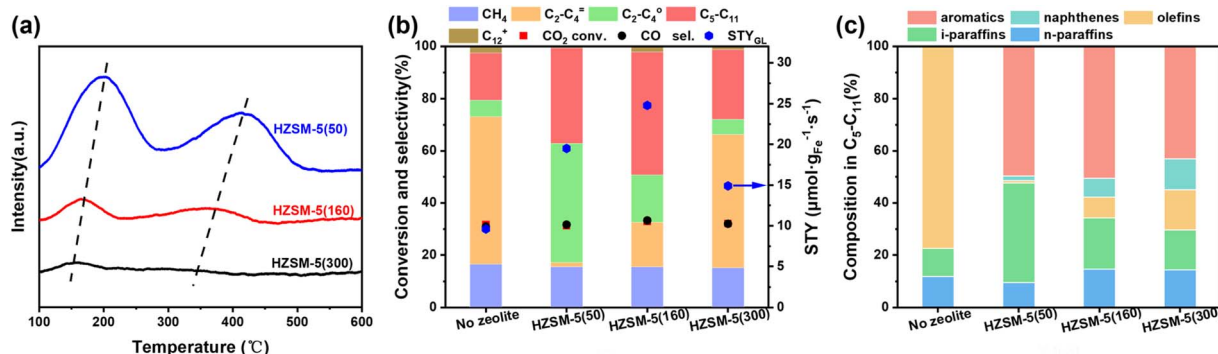 (a)
Intensity(a.u.)
HZSM-5(50)
HZSM-5(160)
HZSM-5(300)
100 200 300 400 500 600
Temperature (℃)
(b)
CH₄ C₂-C₄⁼ C₂-C₄º C₅-C₁₁
C₁₂⁺ CO₂ conv. CO sel. STY_GL
Conversion and selectivity(%)
100
80
60
40
20
0
STY (μmol·g_Fe⁻¹·s⁻¹)
30
25
20
15
10
5
0
No zeolite HZSM-5(50) HZSM-5(160) HZSM-5(300)
(c)
aromatics naphthenes olefins
i-paraffins n-paraffins
Composition in C₅-C₁₁(%)
100
80
60
40
20
0
No zeolite HZSM-5(50) HZSM-5(160) HZSM-5(300)